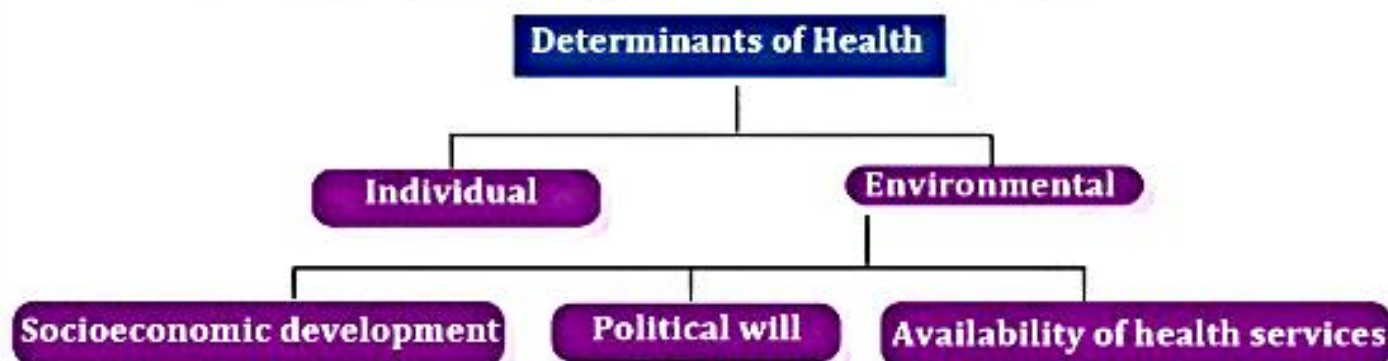 Determinants of Health
Individual
Environmental
Socioeconomic development
Political will
Availability of health services